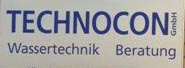 TECHNOCON GmbH
Wassertechnik Beratung